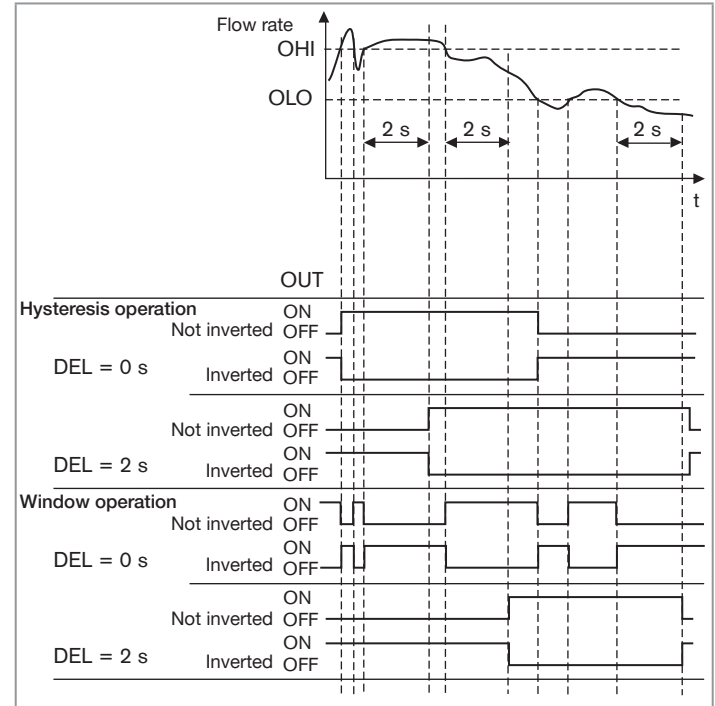 Flow rate
OHI
OLO
2 s 2 s 2 s
t
OUT
Hysteresis operation
ON
Not inverted OFF
DEL = 0 s
ON
Inverted OFF
ON
Not inverted OFF
DEL = 2 s
ON
Inverted OFF
Window operation
ON
Not inverted OFF
DEL = 0 s
ON
Inverted OFF
ON
Not inverted OFF
DEL = 2 s
ON
Inverted OFF